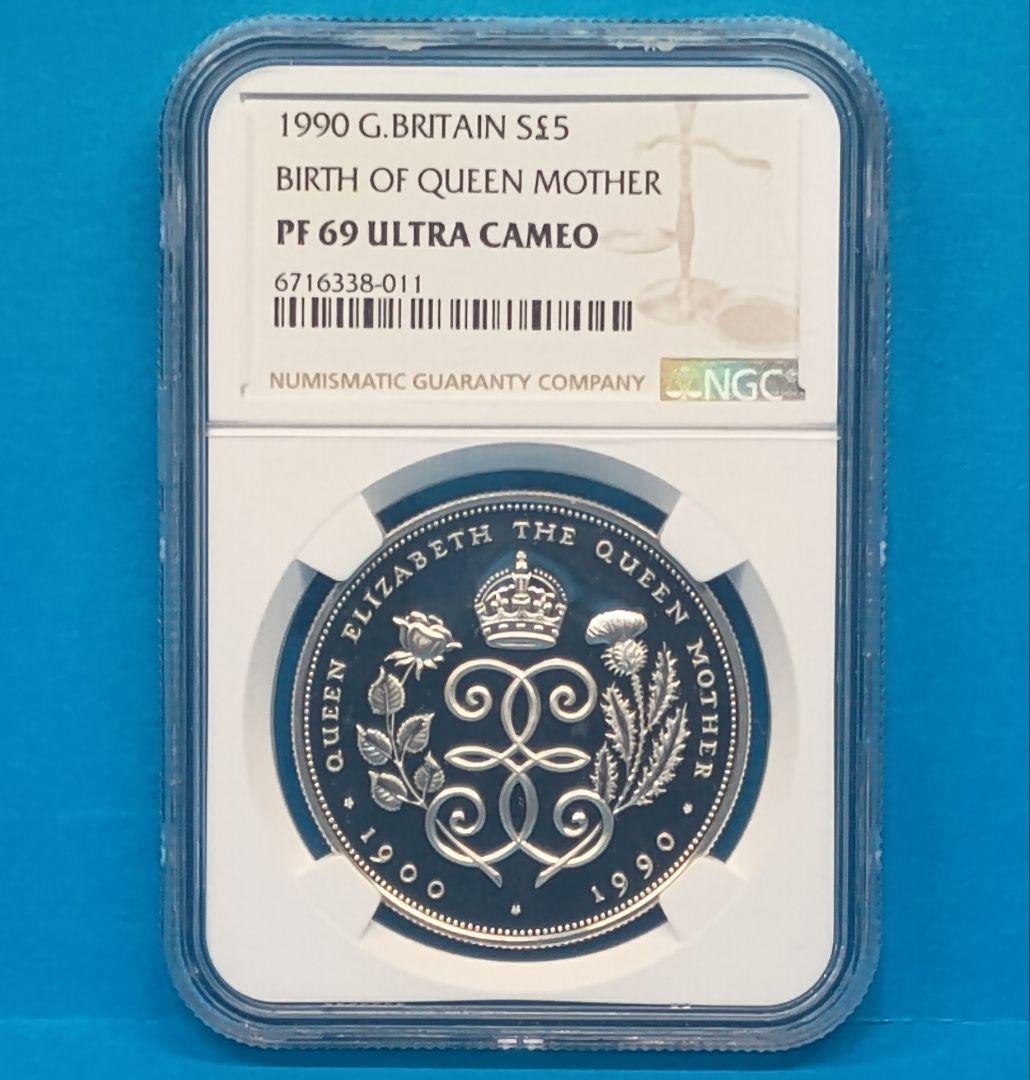 1990 G.BRITAIN S£5
BIRTH OF QUEEN MOTHER
PF 69 ULTRA CAMEO
6716338-011
NUMISMATIC GUARANTY COMPANY
NGC
QUEEN ELIZABETH THE QUEEN MOTHER
1900
1990